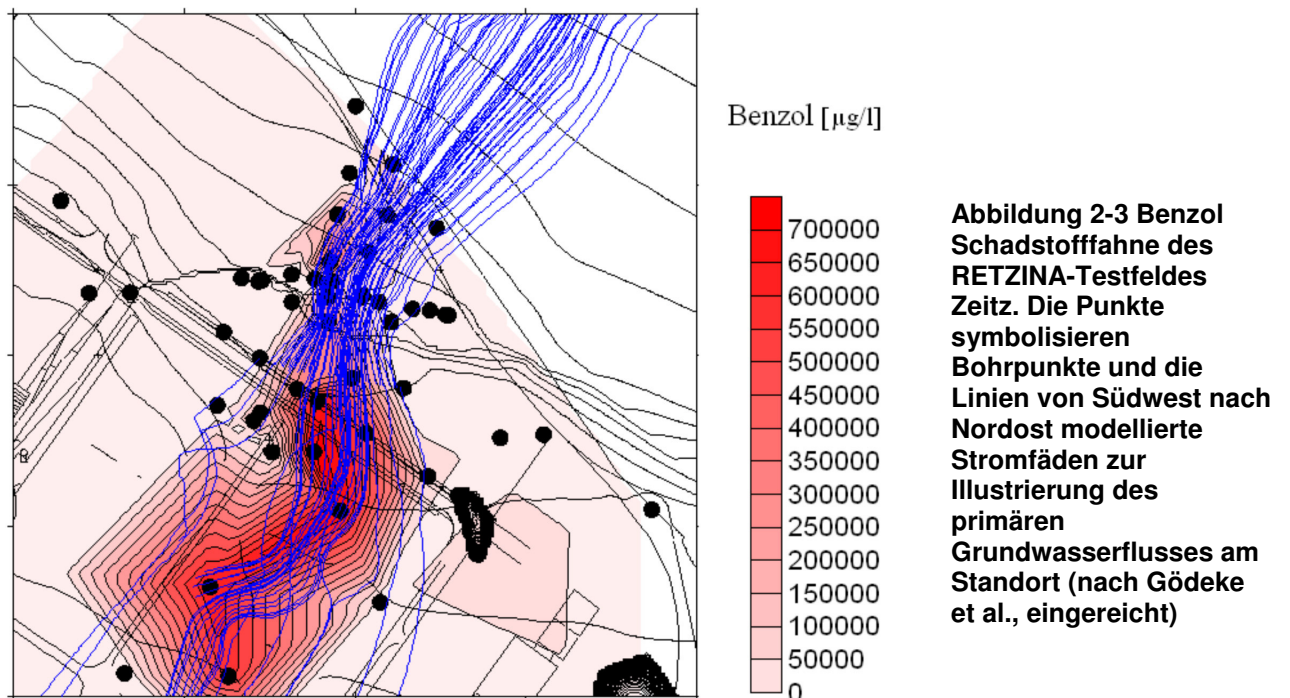 Benzol [µg/l]
700000
650000
600000
550000
500000
450000
400000
350000
300000
250000
200000
150000
100000
50000
0
Abbildung 2-3 Benzol
Schadstofffahne des
RETZINA-Testfeldes
Zeitz. Die Punkte
symbolisieren
Bohrpunkte und die
Linien von Südwest nach
Nordost modellierte
Stromfäden zur
Illustrierung des
primären
Grundwasserflusses am
Standort (nach Gödeke
et al., eingereicht)